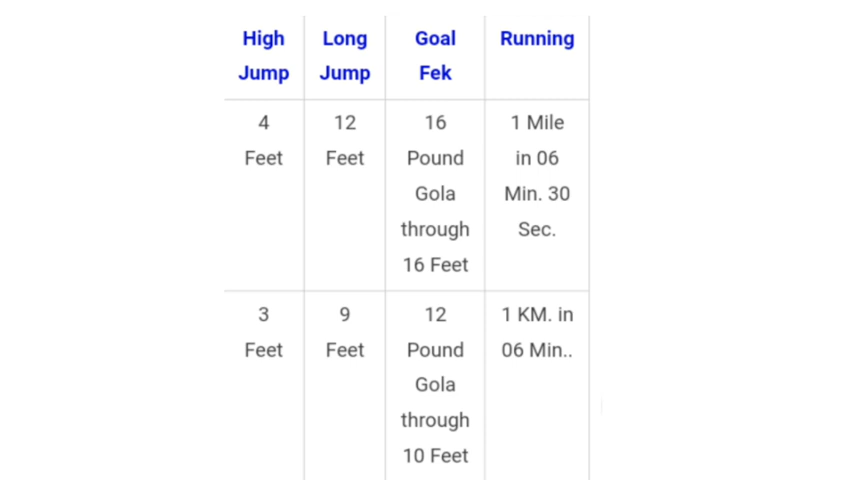 High Jump
Long Jump
Goal Fek
Running
4 Feet
12 Feet
16 Pound Gola through 16 Feet
1 Mile in 06 Min. 30 Sec.
3 Feet
9 Feet
12 Pound Gola through 10 Feet
1 KM. in 06 Min..